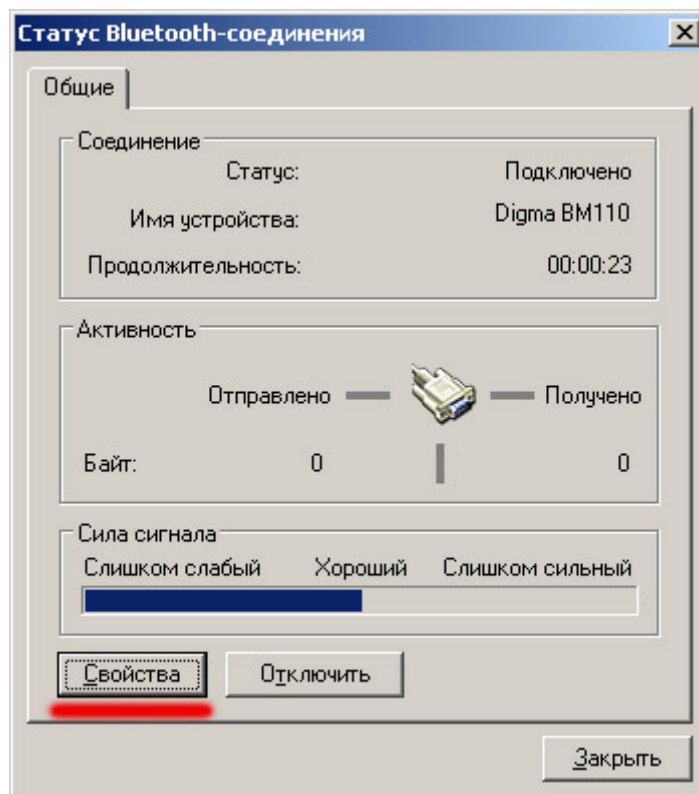 Статус Bluetooth-соединения
Общие
Соединение
Статус: Подключено
Имя устройства: Digma BM110
Продолжительность: 00:00:23
Активность
Отправлено Получено
Байт: 0 0
Сила сигнала
Слишком слабый Хороший Слишком сильный
Свойства Отключить
Закрыть